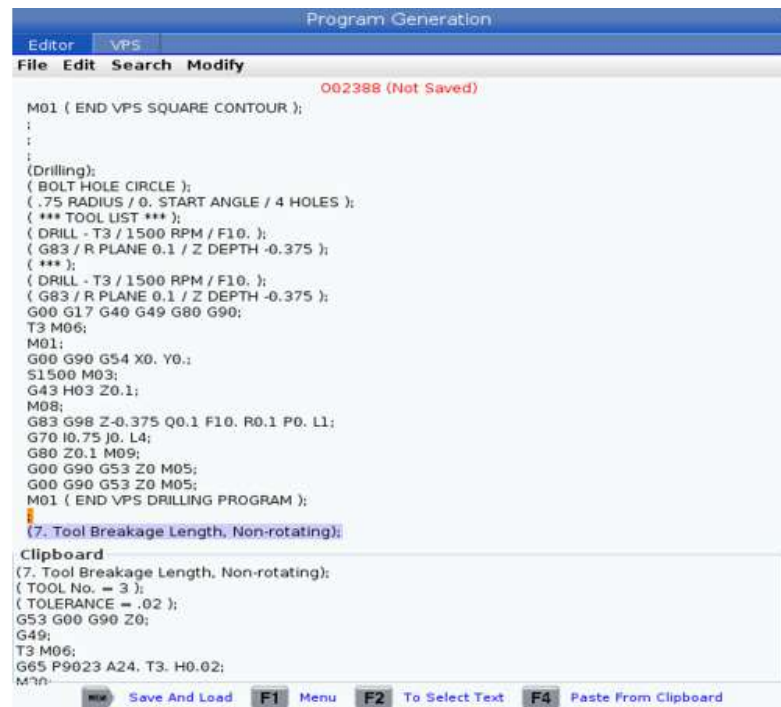 Program Generation
Editor VPS
File Edit Search Modify
O02388 (Not Saved)
M01 ( END VPS SQUARE CONTOUR );
;
;
;
(Drilling);
( BOLT HOLE CIRCLE );
( .75 RADIUS / 0. START ANGLE / 4 HOLES );
( *** TOOL LIST *** );
( DRILL - T3 / 1500 RPM / F10. );
( G83 / R PLANE 0.1 / Z DEPTH -0.375 );
( *** );
( DRILL - T3 / 1500 RPM / F10. );
( G83 / R PLANE 0.1 / Z DEPTH -0.375 );
G00 G17 G40 G49 G80 G90;
T3 M06;
M01;
G00 G90 G54 X0. Y0.;
S1500 M03;
G43 H03 Z0.1;
M08;
G83 G98 Z-0.375 Q0.1 F10. R0.1 P0. L1;
G70 I0.75 J0. L4;
G80 Z0.1 M09;
G00 G90 G53 Z0 M05;
G00 G90 G53 Z0 M05;
M01 ( END VPS DRILLING PROGRAM );
;
(7. Tool Breakage Length, Non-rotating);
Clipboard
(7. Tool Breakage Length, Non-rotating);
( TOOL No. = 3 );
( TOLERANCE = .02 );
G53 G00 G90 Z0;
G49;
T3 M06;
G65 P9023 A24. T3. H0.02;
M30;
Save And Load F1 Menu F2 To Select Text F4 Paste From Clipboard